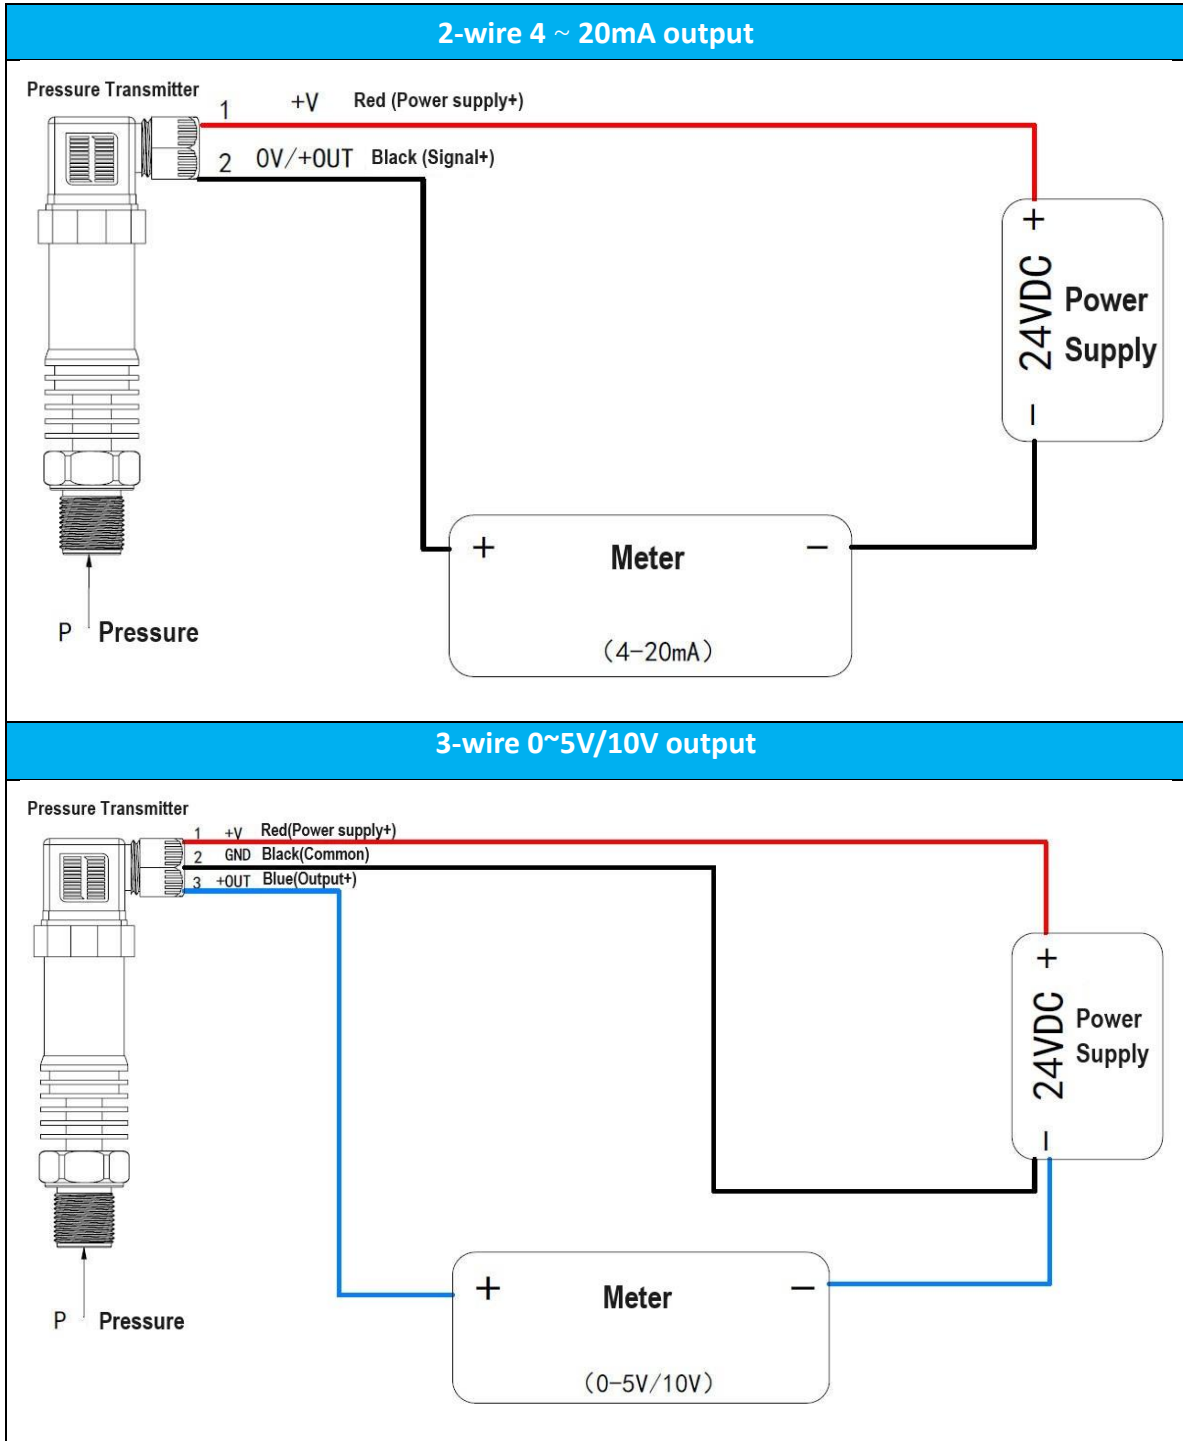 2-wire 4 ~ 20mA output
Pressure Transmitter
1 +V Red (Power supply+)
2 0V/+OUT Black (Signal+)
+
24VDC
Power
Supply
−
+ Meter −
(4-20mA)
P Pressure
3-wire 0~5V/10V output
Pressure Transmitter
1 +V Red(Power supply+)
2 GND Black(Common)
3 +OUT Blue(Output+)
+
24VDC
Power
Supply
−
+ Meter −
(0-5V/10V)
P Pressure